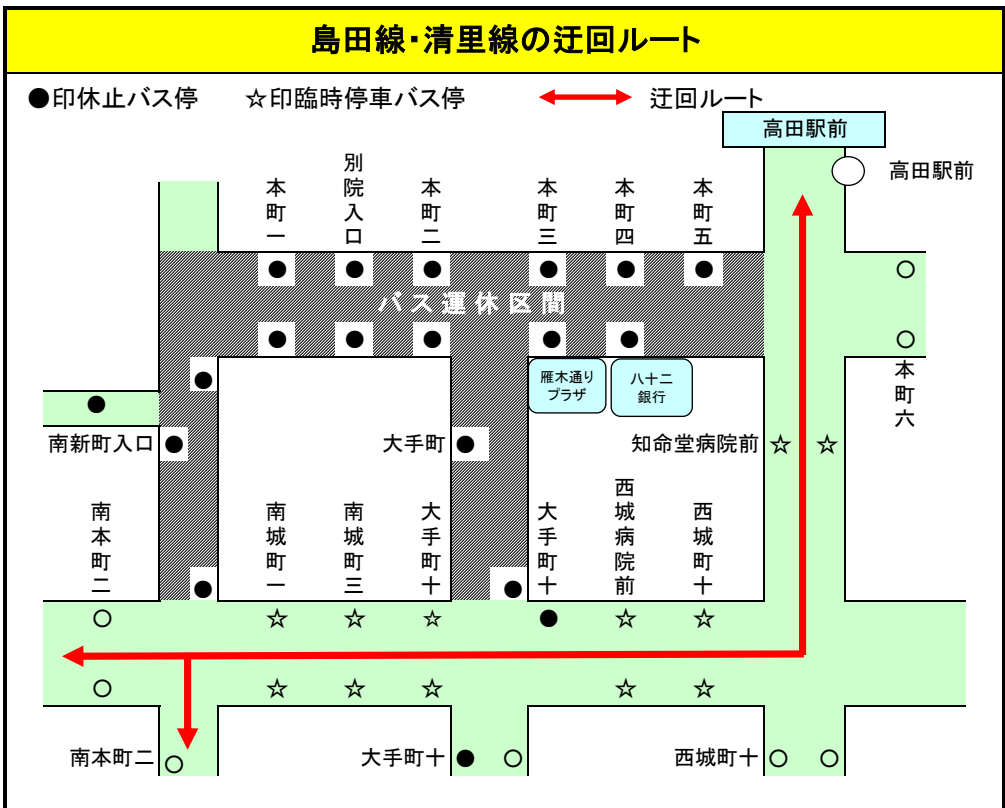 島田線・清里線の迂回ルート
●印休止バス停 ☆印臨時停車バス停 迂回ルート
高田駅前
高田駅前
本町一
別院入口
本町二
本町三
本町四
本町五
バス運休区間
雁木通り
プラザ
八十二
銀行
本町六
南新町入口
大手町
知命堂病院前
南本町二
南城町一
南城町三
大手町十
大手町十
西城病院前
西城町十
南本町二
大手町十
西城町十